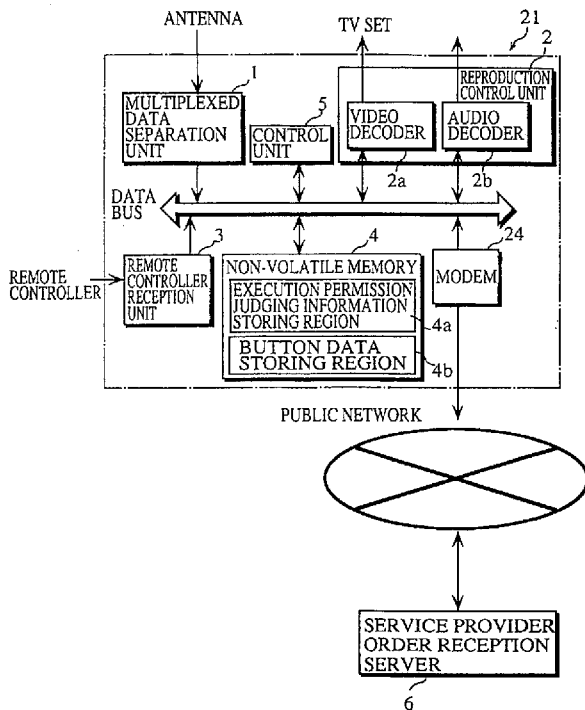 ANTENNA
TV SET
21
1
MULTIPLEXED
DATA
SEPARATION
UNIT
5
CONTROL
UNIT
2
REPRODUCTION
CONTROL UNIT
VIDEO
DECODER
2a
AUDIO
DECODER
2b
DATA
BUS
REMOTE
CONTROLLER
3
REMOTE
CONTROLLER
RECEPTION
UNIT
4
NON-VOLATILE MEMORY
EXECUTION PERMISSION
JUDGING INFORMATION
STORING REGION
4a
BUTTON DATA
STORING REGION
4b
24
MODEM
PUBLIC NETWORK
SERVICE PROVIDER
ORDER RECEPTION
SERVER
6